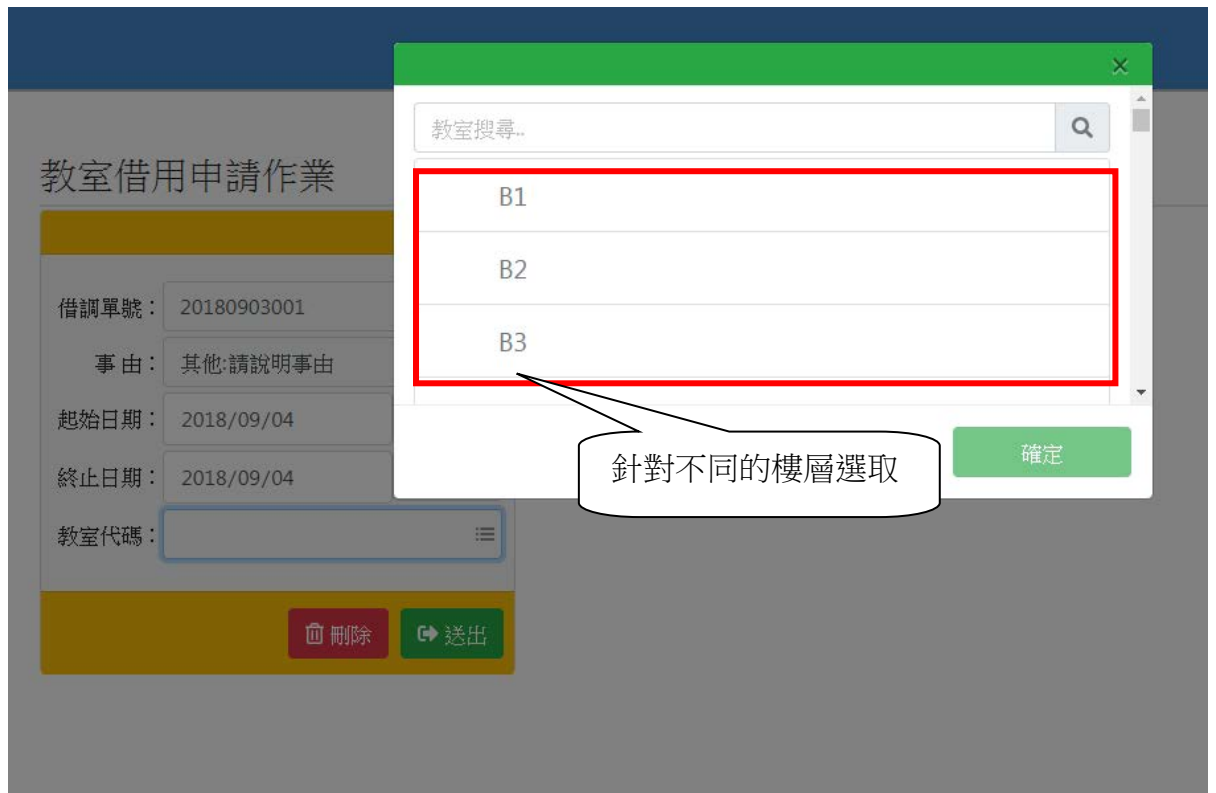 教室搜尋..
B1
B2
B3
確定
針對不同的樓層選取
教室借用申請作業
借調單號：20180903001
事 由：其他:請說明事由
起始日期：2018/09/04
終止日期：2018/09/04
教室代碼：
刪除
送出